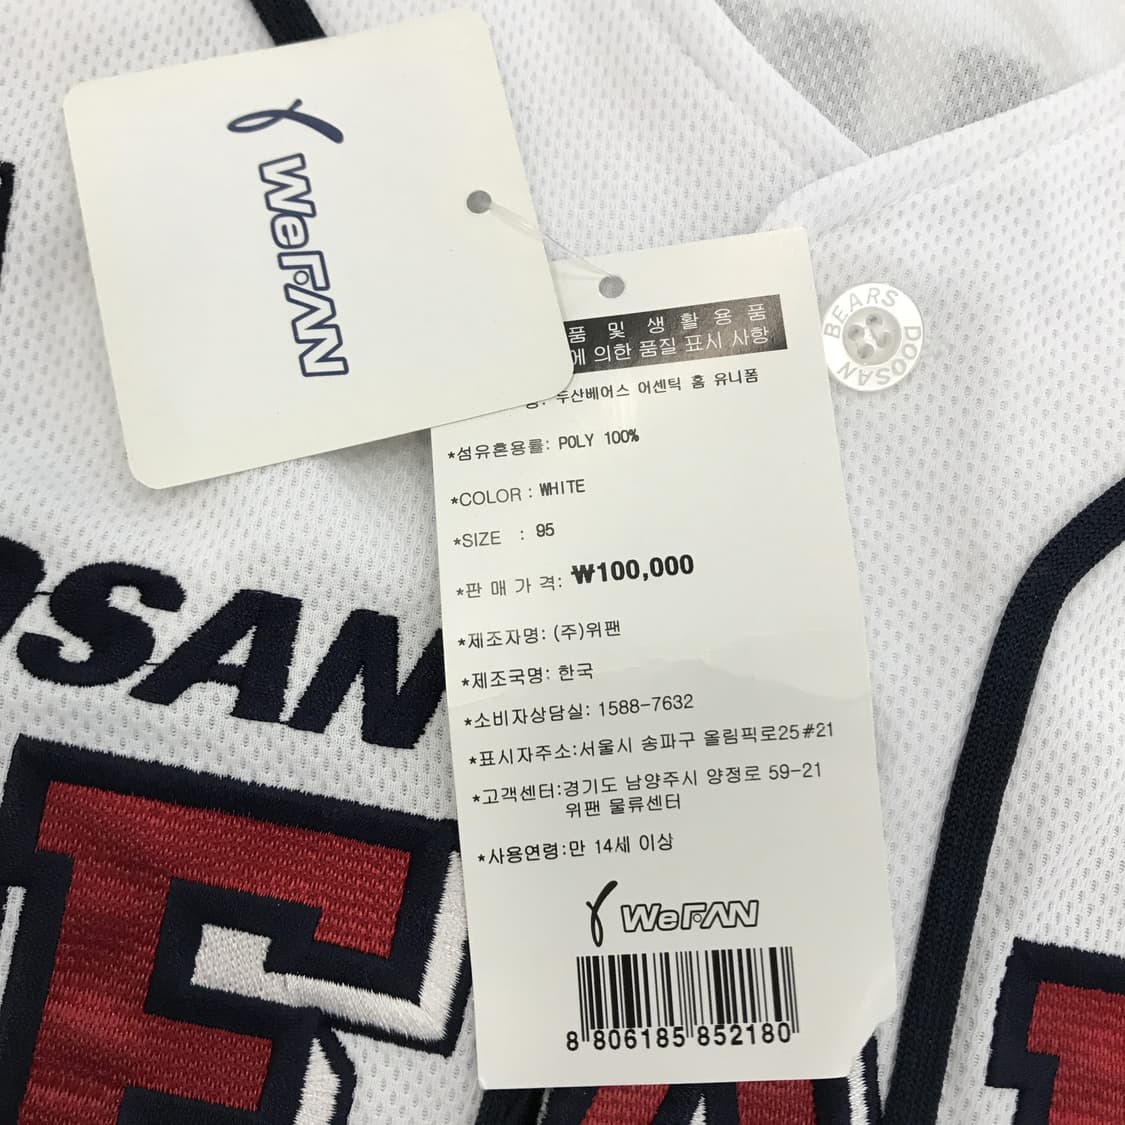 WeFAN
품 및 생활용품
에 의한 품질 표시 사항
명: 두산베어스 어센틱 홈 유니폼
*섬유혼용률: POLY 100%
*COLOR : WHITE
*SIZE : 95
*판 매 가 격: ₩100,000
*제조자명: (주)위팬
*제조국명: 한국
*소비자상담실: 1588-7632
*표시자주소:서울시 송파구 올림픽로25#21
*고객센터:경기도 남양주시 양정로 59-21
위팬 물류센터
*사용연령:만 14세 이상
WeFAN
8 806185 852180
BEARS DOOSAN
OSAN